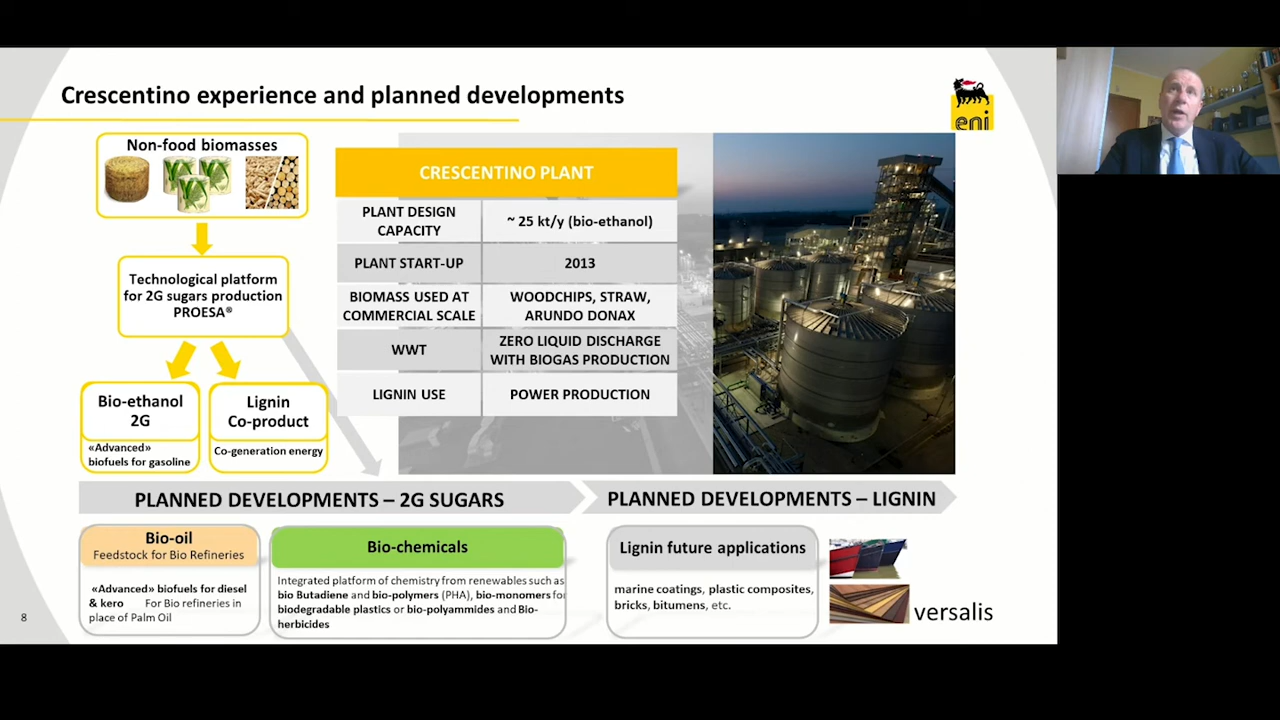 Crescentino experience and planned developments
eni
Non-food biomasses
Technological platform
for 2G sugars production
PROESA®
Bio-ethanol
2G
«Advanced»
biofuels for gasoline
Lignin
Co-product
Co-generation energy
CRESCENTINO PLANT
PLANT DESIGN
CAPACITY
~ 25 kt/y (bio-ethanol)
PLANT START-UP
2013
BIOMASS USED AT
COMMERCIAL SCALE
WOODCHIPS, STRAW,
ARUNDO DONAX
WWT
ZERO LIQUID DISCHARGE
WITH BIOGAS PRODUCTION
LIGNIN USE
POWER PRODUCTION
PLANNED DEVELOPMENTS – 2G SUGARS
PLANNED DEVELOPMENTS – LIGNIN
Bio-oil
Feedstock for Bio Refineries
«Advanced» biofuels for diesel
& kero For Bio refineries in
place of Palm Oil
Bio-chemicals
Integrated platform of chemistry from renewables such as
bio Butadiene and bio-polymers (PHA), bio-monomers for
biodegradable plastics or bio-polyammides and Bio-
herbicides
Lignin future applications
marine coatings, plastic composites,
bricks, bitumens, etc.
versalis
8